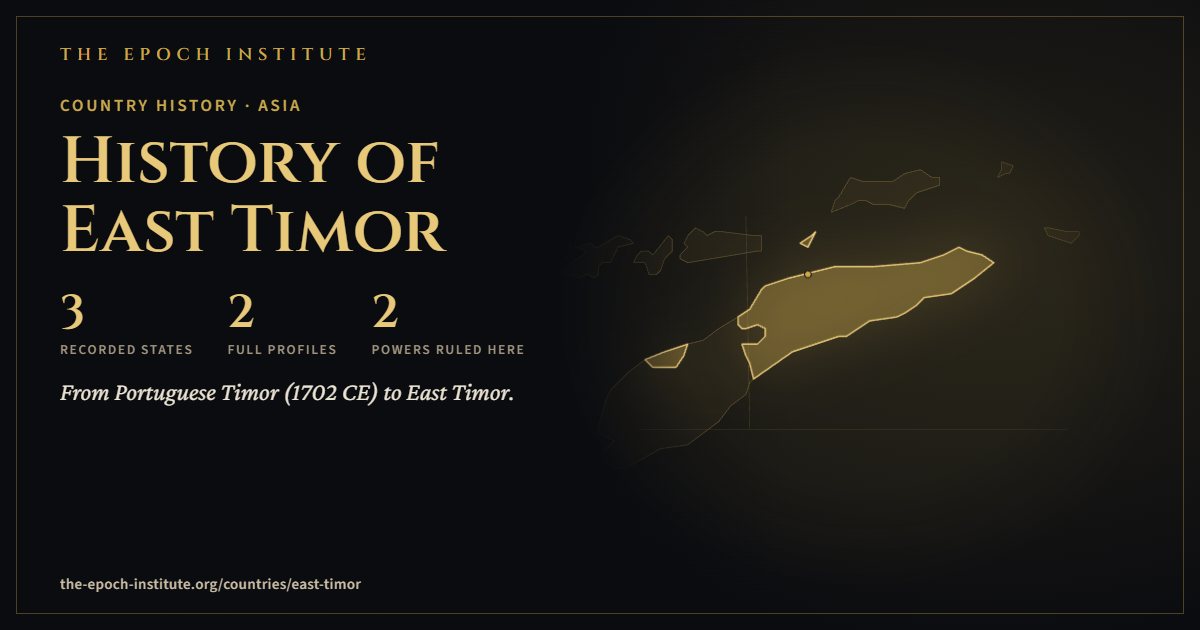 THE EPOCH INSTITUTE
COUNTRY HISTORY · ASIA
History of
East Timor
3 2 2
RECORDED STATES FULL PROFILES POWERS RULED HERE
From Portuguese Timor (1702 CE) to East Timor.
the-epoch-institute.org/countries/east-timor